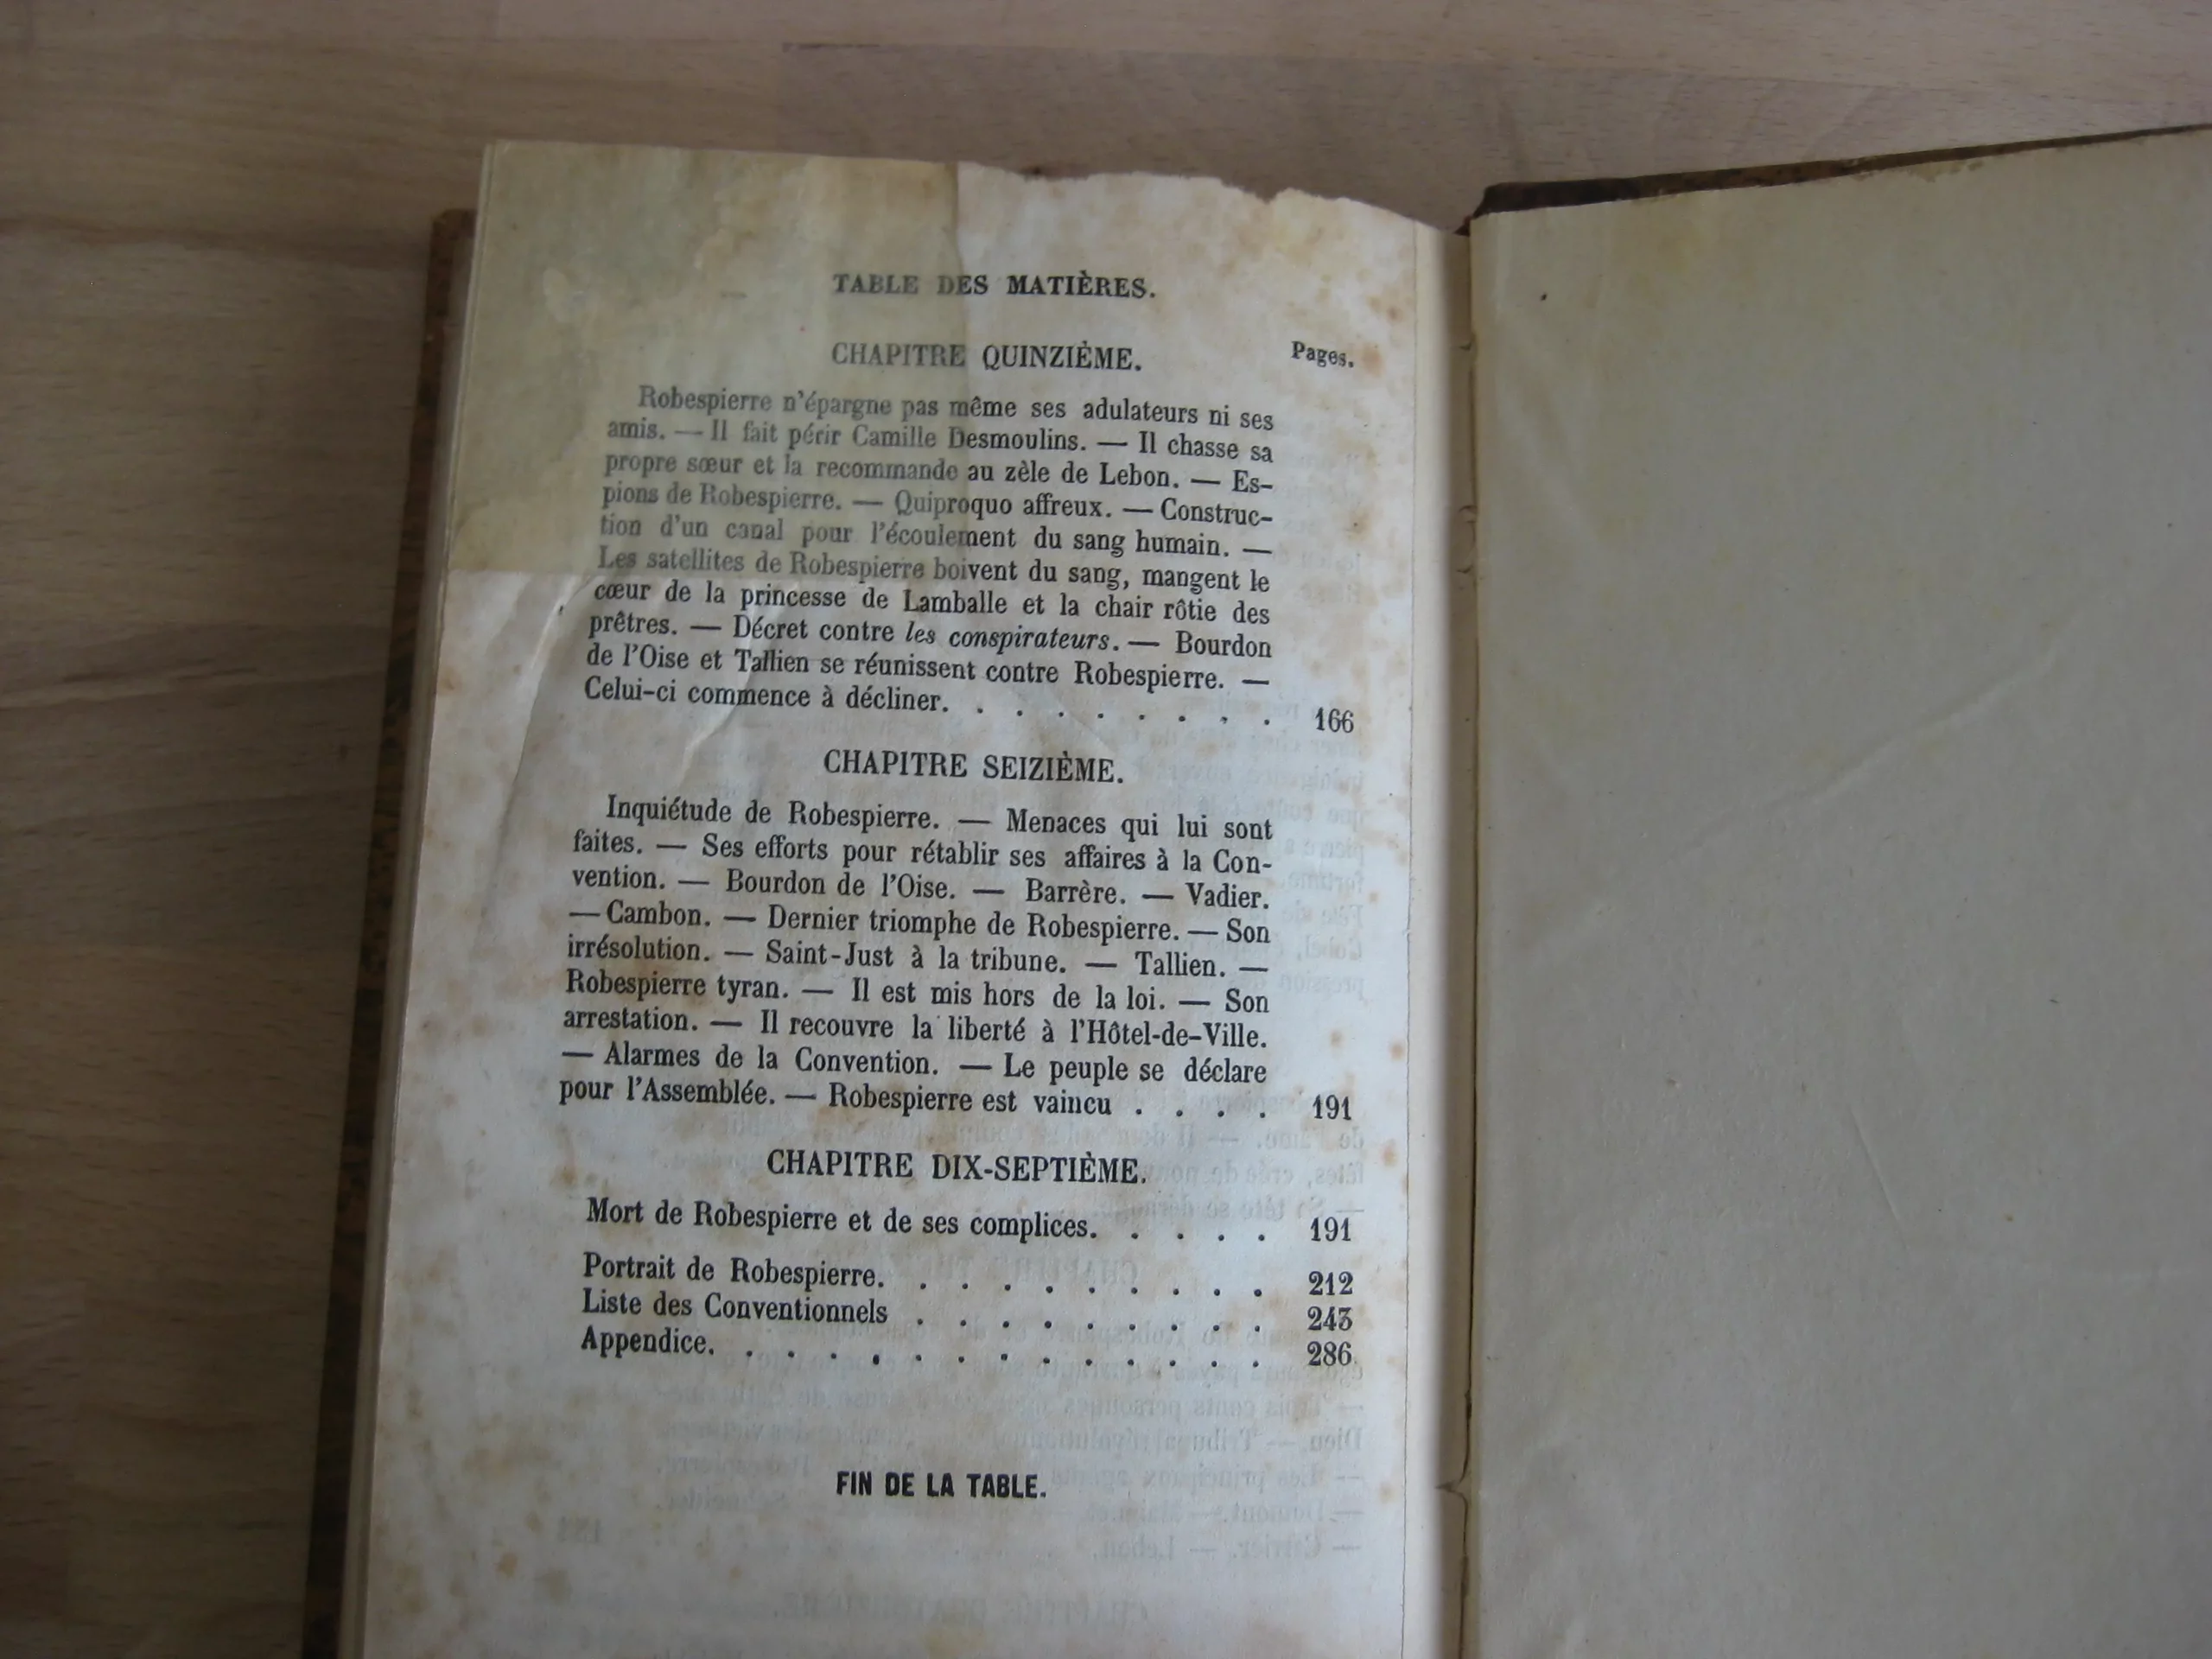 TABLE DES MATIÈRES.
CHAPITRE QUINZIÈME.
Pages.
Robespierre n'épargne pas même ses adulateurs ni ses
amis. — Il fait périr Camille Desmoulins. — Il chasse sa
propre sœur et la recommande au zèle de Lebon. — Es-
pions de Robespierre. — Quiproquo affreux. — Construc-
tion d'un canal pour l'écoulement du sang humain. —
Les satellites de Robespierre boivent du sang, mangent le
cœur de la princesse de Lamballe et la chair rôtie des
prêtres. — Décret contre les conspirateurs. — Bourdon
de l'Oise et Tallien se réunissent contre Robespierre. —
Celui-ci commence à décliner. . . . . . . . . 166
CHAPITRE SEIZIÈME.
Inquiétude de Robespierre. — Menaces qui lui sont
faites. — Ses efforts pour rétablir ses affaires à la Con-
vention. — Bourdon de l'Oise. — Barrère. — Vadier.
— Cambon. — Dernier triomphe de Robespierre. — Son
irrésolution. — Saint-Just à la tribune. — Tallien. —
Robespierre tyran. — Il est mis hors de la loi. — Son
arrestation. — Il recouvre la liberté à l'Hôtel-de-Ville.
— Alarmes de la Convention. — Le peuple se déclare
pour l'Assemblée. — Robespierre est vaincu . . . . 191
CHAPITRE DIX-SEPTIÈME.
Mort de Robespierre et de ses complices. . . . . 191
Portrait de Robespierre. . . . . . . . . . 212
Liste des Conventionnels . . . . . . . . . 243
Appendice. . . . . . . . . . . . . . 286
FIN DE LA TABLE.